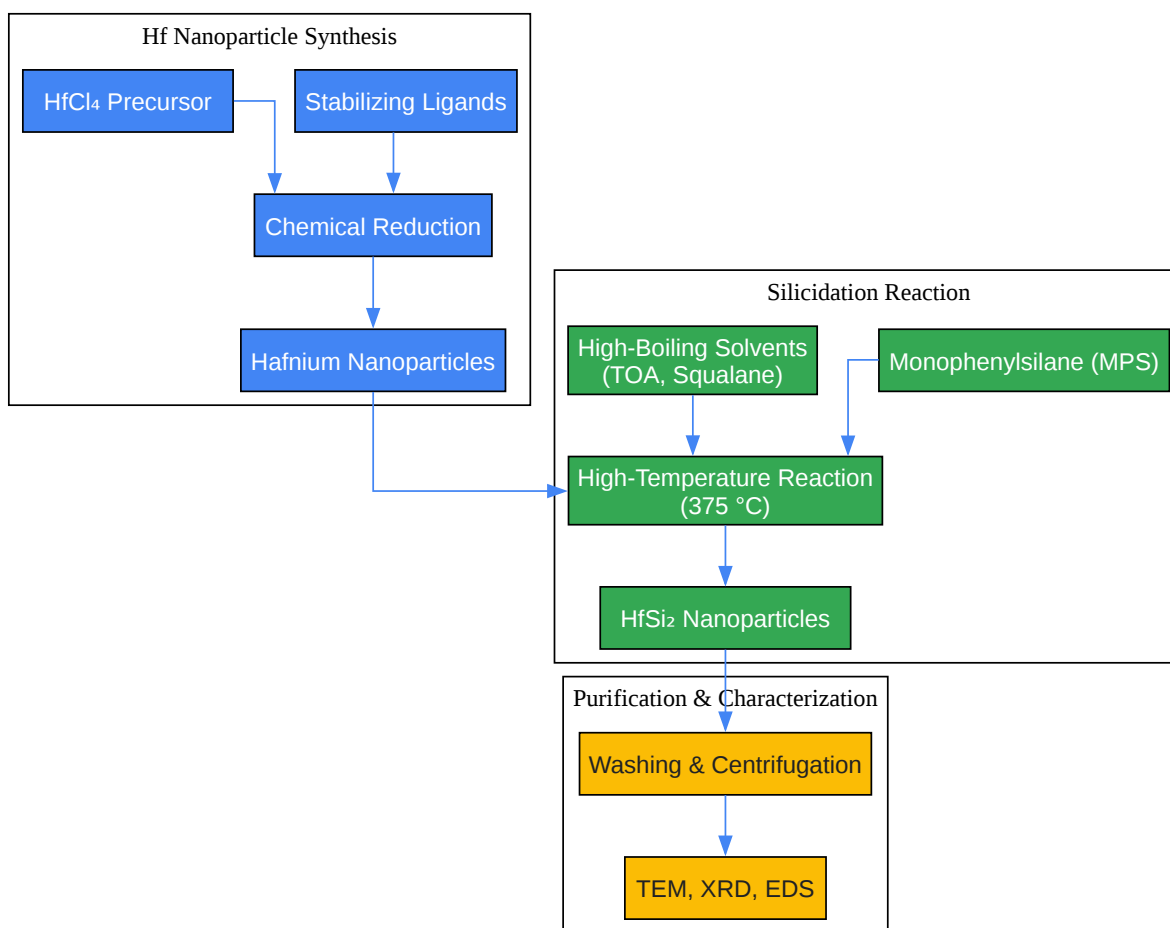 Hf Nanoparticle Synthesis
HfCl₄ Precursor
Stabilizing Ligands
Chemical Reduction
Hafnium Nanoparticles
Silicidation Reaction
High-Boiling Solvents
(TOA, Squalane)
Monophenylsilane (MPS)
High-Temperature Reaction
(375 °C)
HfSi₂ Nanoparticles
Purification & Characterization
Washing & Centrifugation
TEM, XRD, EDS